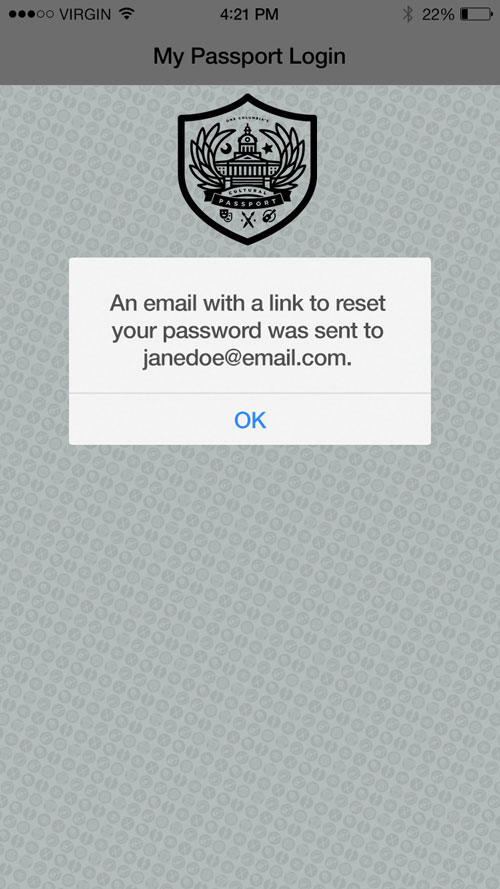 VIRGIN 4:21 PM 22%
My Passport Login
ONE COLUMBIA'S
CULTURAL
PASSPORT
An email with a link to reset
your password was sent to
janedoe@email.com.
OK